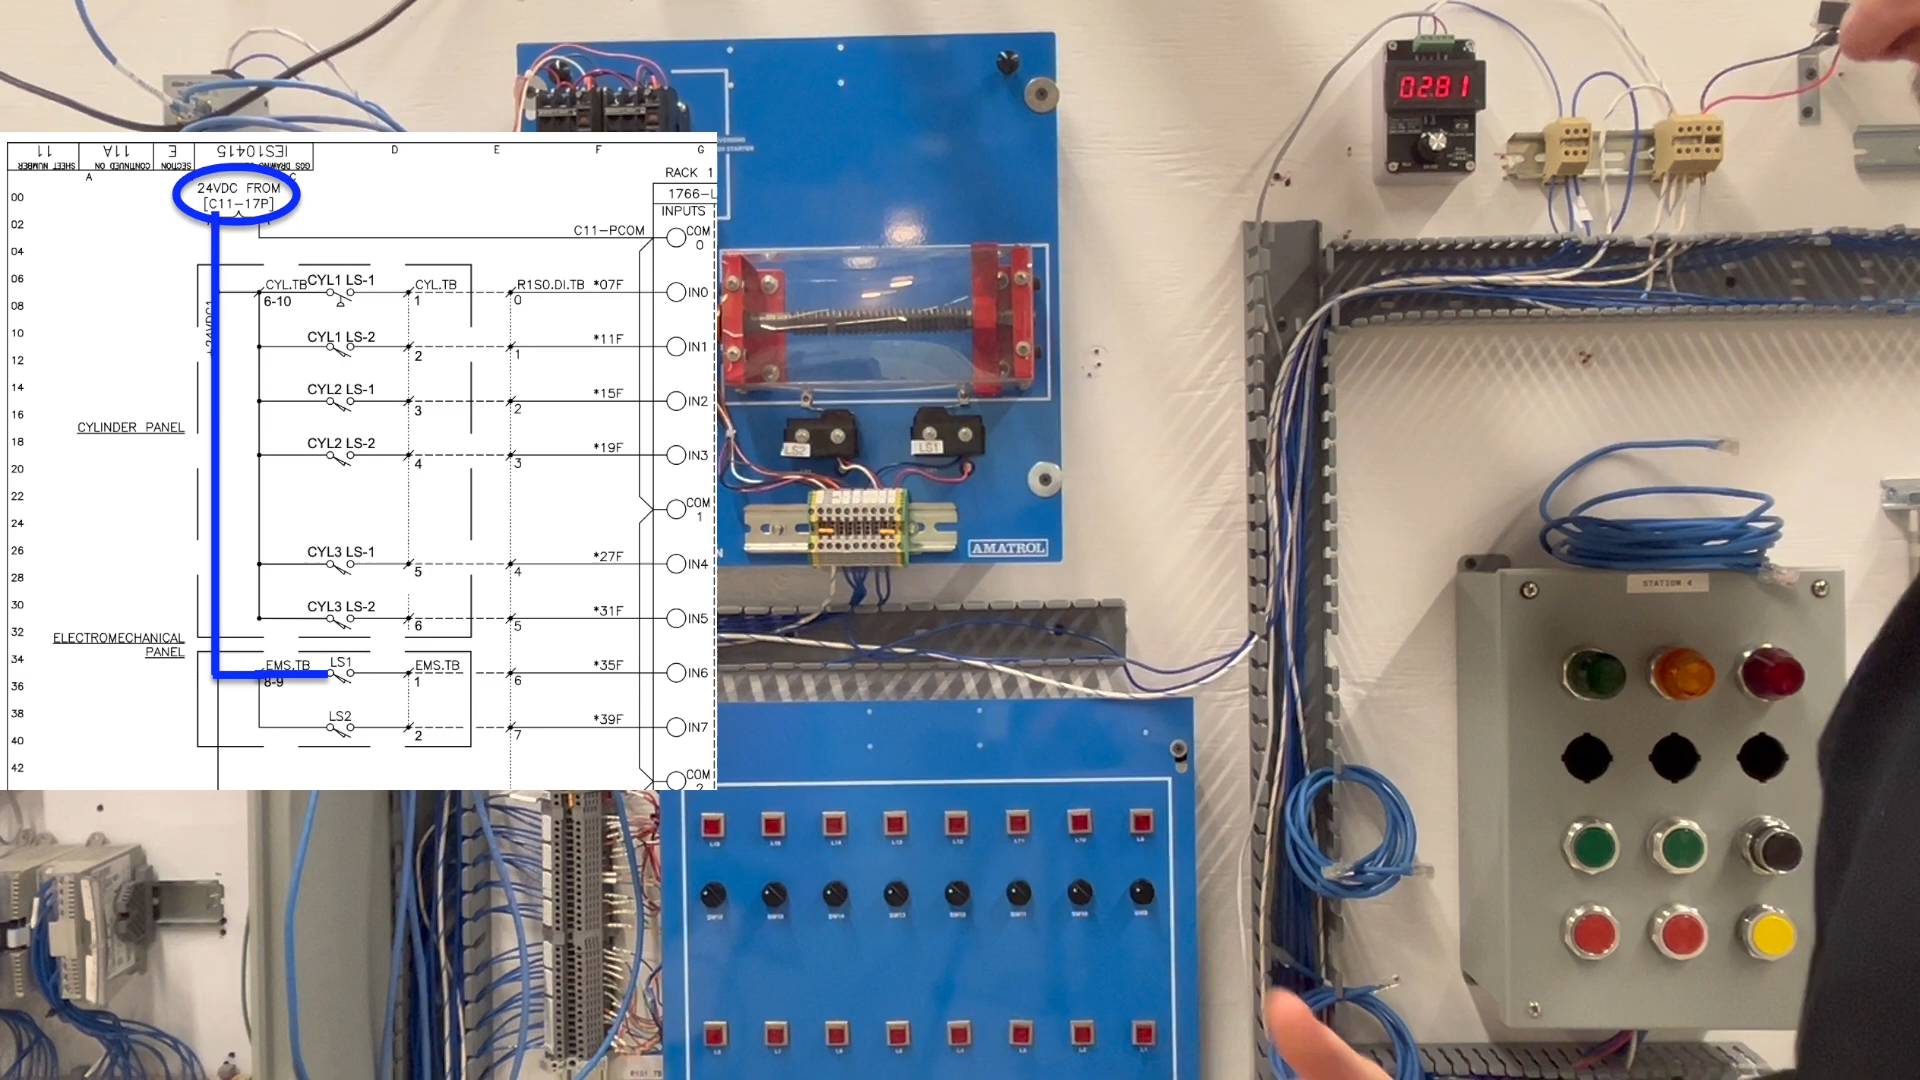 SHEET NUMBER
11
CONTINUED ON
11A
SECTION
E
GGS DRAWING
IES10415
A
C
D
E
F
G
24VDC FROM
[C11-17P]
RACK 1
1766-L
INPUTS
C11-PCOM
COM
0
+24VDC1
CYL.TB
6-10
CYL1 LS-1
CYL.TB
1
R1S0.DI.TB
0
*07F
IN0
CYL1 LS-2
2
1
*11F
IN1
CYL2 LS-1
3
2
*15F
IN2
CYLINDER PANEL
CYL2 LS-2
4
3
*19F
IN3
COM
1
CYL3 LS-1
5
4
*27F
IN4
CYL3 LS-2
6
5
*31F
IN5
ELECTROMECHANICAL
PANEL
EMS.TB
8-9
LS1
EMS.TB
1
6
*35F
IN6
LS2
2
7
*39F
IN7
COM
2
00
02
04
06
08
10
12
14
16
18
20
22
24
26
28
30
32
34
36
38
40
42
0281
LS2
LS1
AMATROL
STATION 4